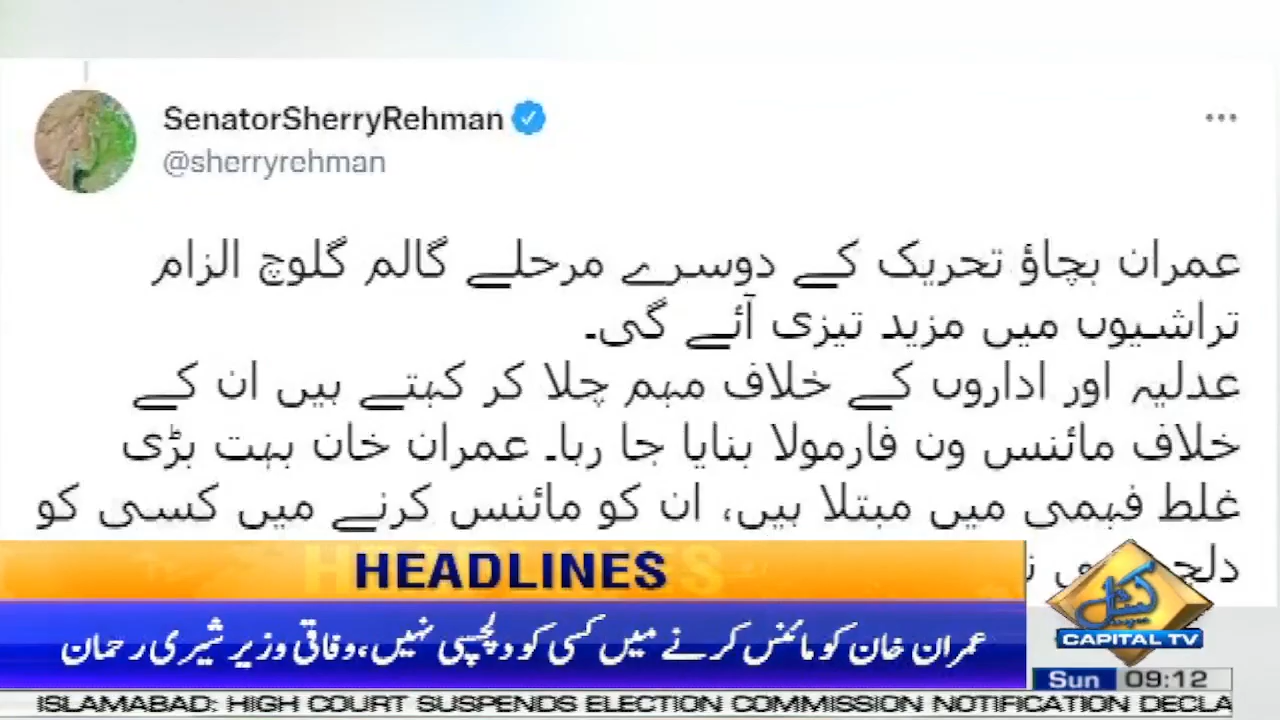 SenatorSherryRehman
@sherryrehman
عمران بچاؤ تحریک کے دوسرے مرحلے گالم گلوچ الزام
تراشیوں میں مزید تیزی آئے گی۔
عدلیہ اور اداروں کے خلاف مہم چلا کر کہتے ہیں ان کے
خلاف مائنس ون فارمولا بنایا جا رہا۔ عمران خان بہت بڑی
غلط فہمی میں مبتلا ہیں، ان کو مائنس کرنے میں کسی کو
HEADLINES
عمران خان کو مائنس کرنے میں کسی کو دلچسپی نہیں، وفاقی وزیر شیری رحمان
کیپیٹل
CAPITAL TV
Sun 09:12
ISLAMABAD: HIGH COURT SUSPENDS ELECTION COMMISSION NOTIFICATION DECLA